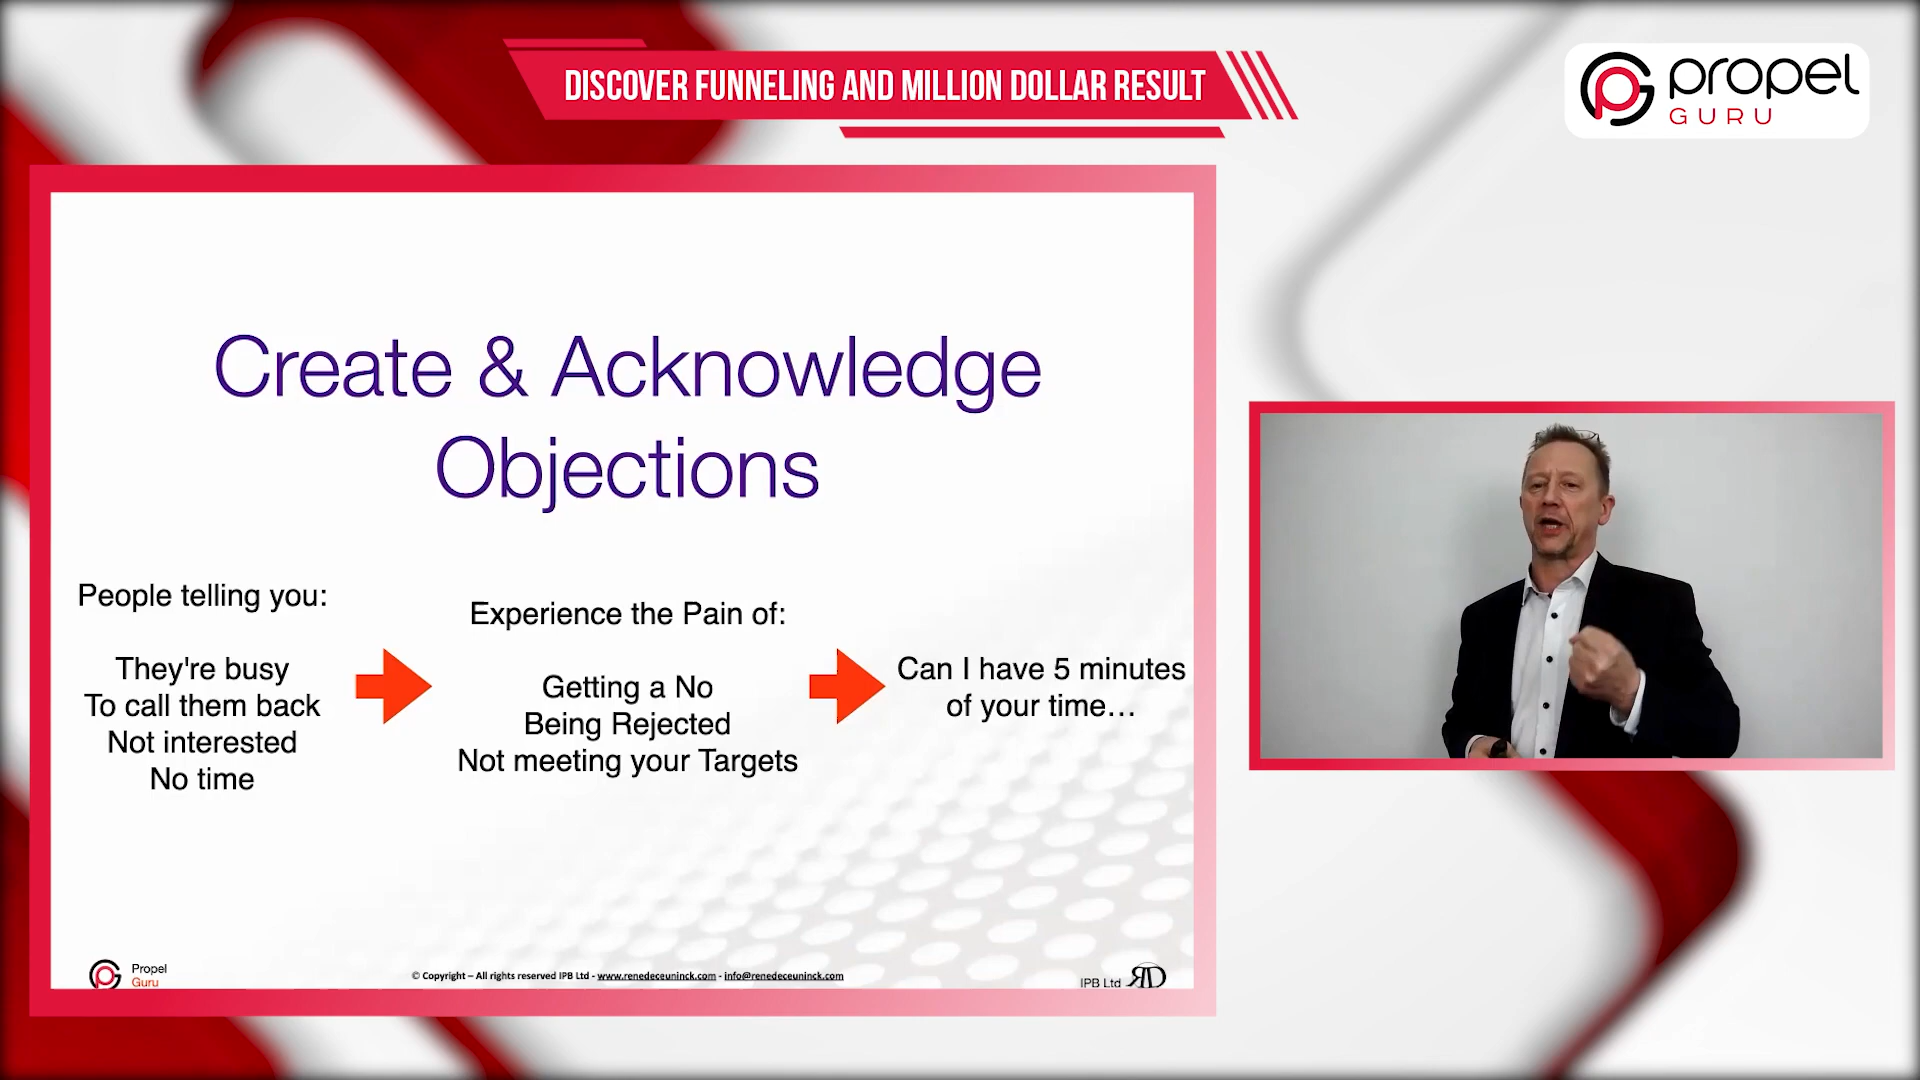 DISCOVER FUNNELING AND MILLION DOLLAR RESULT
propel
GURU
Create & Acknowledge
Objections
People telling you:
They're busy
To call them back
Not interested
No time
Experience the Pain of:
Getting a No
Being Rejected
Not meeting your Targets
Can I have 5 minutes
of your time…
Propel
Guru
© Copyright – All rights reserved IPB Ltd - www.renedeceuninck.com - info@renedeceuninck.com
IPB Ltd